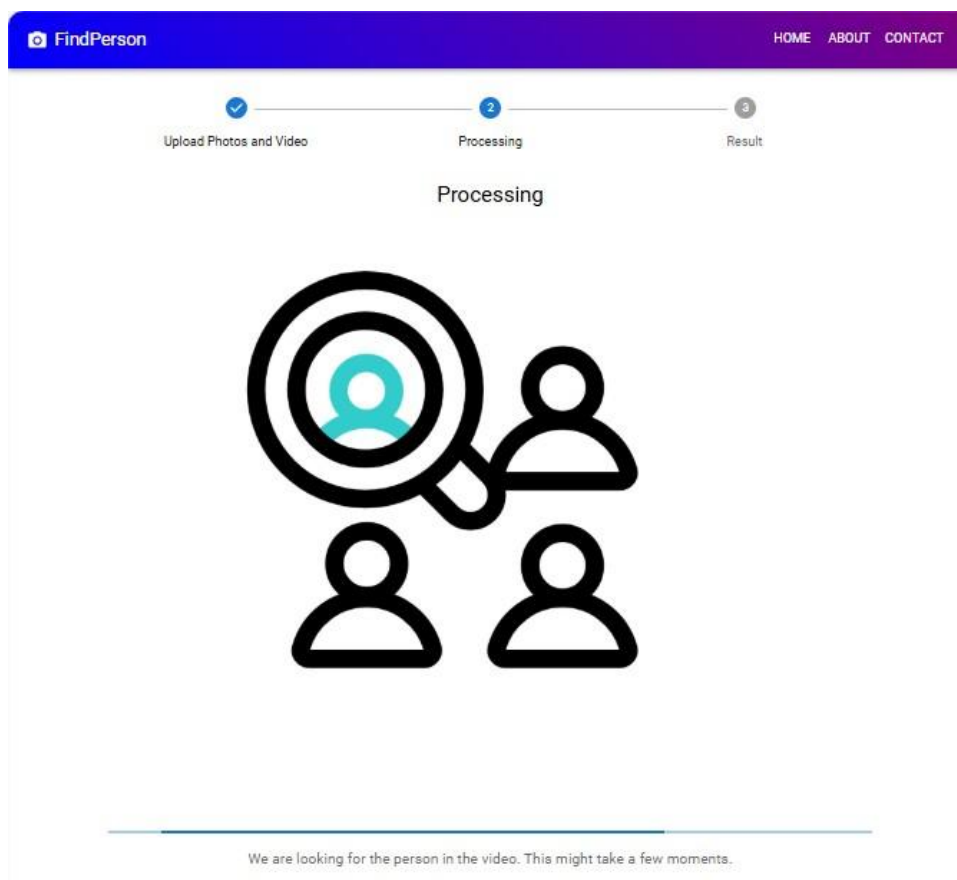 FindPerson HOME ABOUT CONTACT
2 3
Upload Photos and Video Processing Result
Processing
We are looking for the person in the video. This might take a few moments.